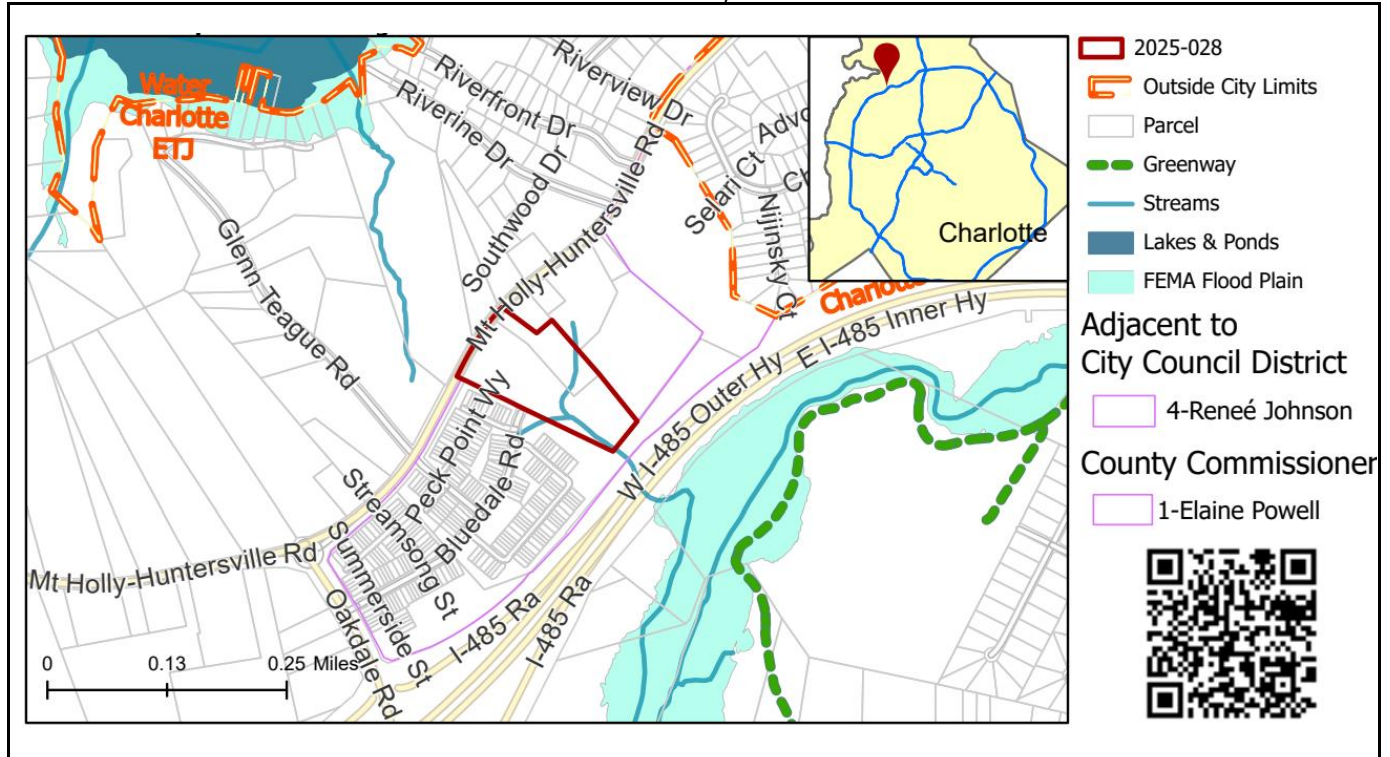 Water
Charlotte
ETJ
Riverfront Dr
Riverine Dr
Riverview Dr
Southwood Dr
Mt Holly-Huntersville Rd
Selari Ct
Nijinsky Ct
Glenn Teague Rd
Mt Holly-Huntersville Rd
Peck Point Wy
Bluedale Rd
Streamsong St
Summerside St
Oakdale Rd
I-485 Ra
I-485 Ra
W I-485 Outer Hy
E I-485 Inner Hy
Mt Holly-Huntersville Rd
0 0.13 0.25 Miles
Charlotte
2025-028
Outside City Limits
Parcel
Greenway
Streams
Lakes & Ponds
FEMA Flood Plain
Adjacent to
City Council District
4-Reneé Johnson
County Commissioner
1-Elaine Powell